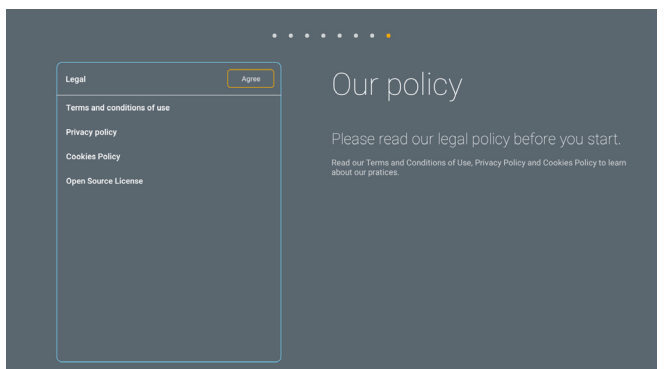 Legal
Agree
Terms and conditions of use
Privacy policy
Cookies Policy
Open Source License
Our policy
Please read our legal policy before you start.
Read our Terms and Conditions of Use, Privacy Policy and Cookies Policy to learn
about our pratices.